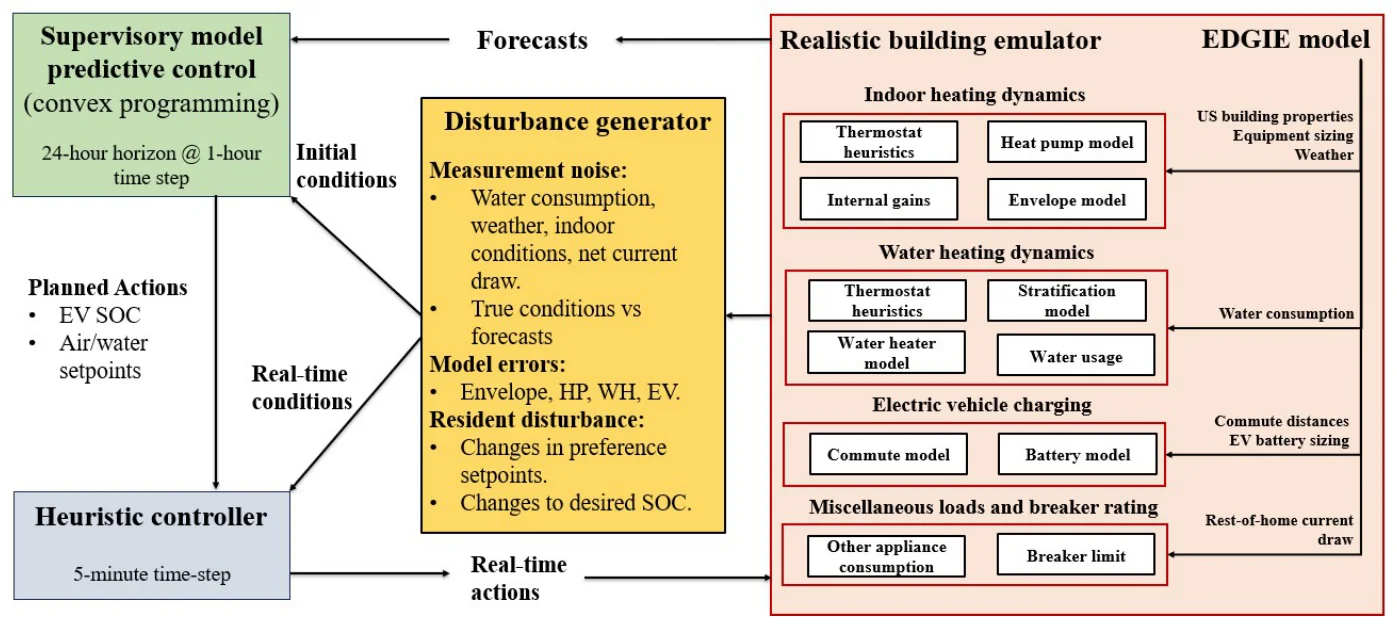 Supervisory model
predictive control
(convex programming)
24-hour horizon @ 1-hour
time step
Forecasts
Initial
conditions
Planned Actions
• EV SOC
• Air/water
setpoints
Real-time
conditions
Heuristic controller
5-minute time-step
Real-time
actions
Disturbance generator
Measurement noise:
• Water consumption,
weather, indoor
conditions, net current
draw.
• True conditions vs
forecasts
Model errors:
• Envelope, HP, WH, EV.
Resident disturbance:
• Changes in preference
setpoints.
• Changes to desired SOC.
Realistic building emulator
EDGIE model
Indoor heating dynamics
Thermostat
heuristics
Heat pump model
Internal gains
Envelope model
US building properties
Equipment sizing
Weather
Water heating dynamics
Thermostat
heuristics
Stratification
model
Water heater
model
Water usage
Water consumption
Electric vehicle charging
Commute model
Battery model
Commute distances
EV battery sizing
Miscellaneous loads and breaker rating
Other appliance
consumption
Breaker limit
Rest-of-home current
draw